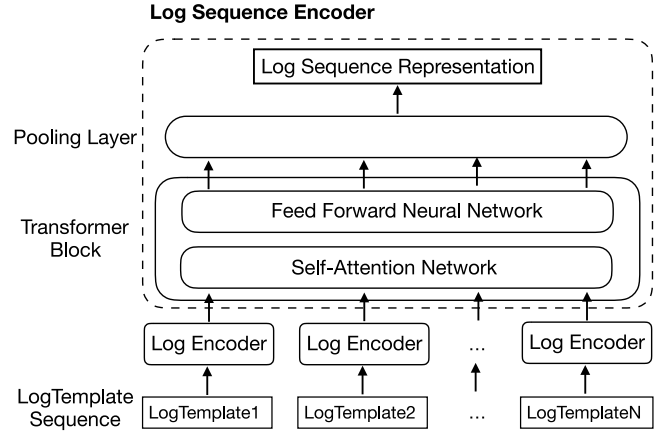 Log Sequence Encoder
Log Sequence Representation
Pooling Layer
Feed Forward Neural Network
Transformer
Block
Self-Attention Network
Log Encoder
Log Encoder
...
Log Encoder
LogTemplate
Sequence
LogTemplate1
LogTemplate2
...
LogTemplateN